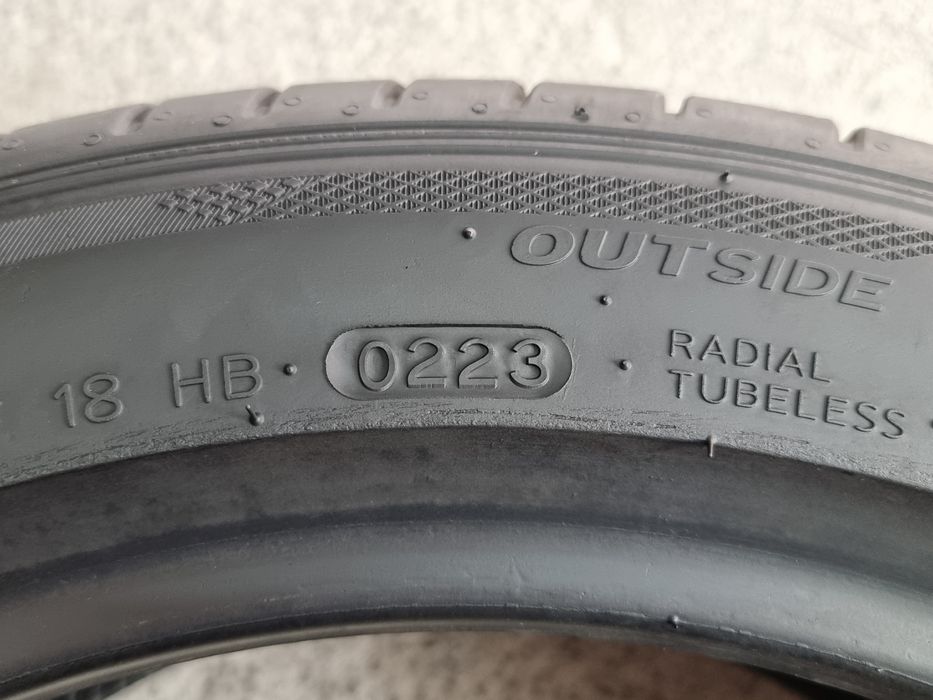 OUTSIDE
18 HB 0223
RADIAL
TUBELESS